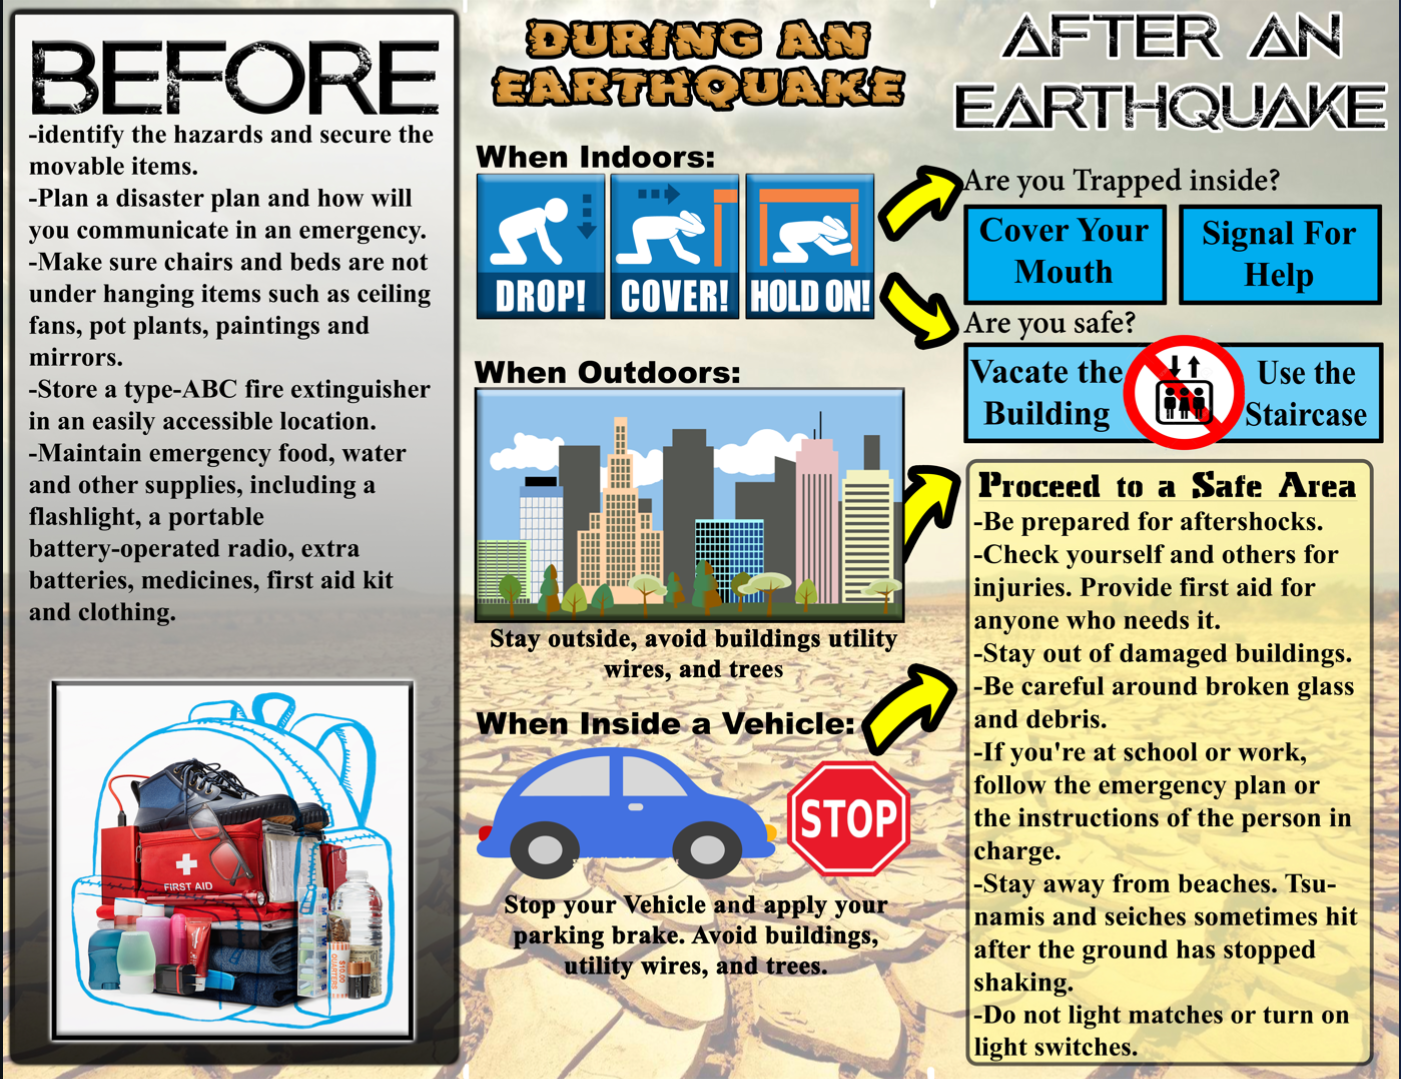 BEFORE
-identify the hazards and secure the
movable items.
-Plan a disaster plan and how will
you communicate in an emergency.
-Make sure chairs and beds are not
under hanging items such as ceiling
fans, pot plants, paintings and
mirrors.
-Store a type-ABC fire extinguisher
in an easily accessible location.
-Maintain emergency food, water
and other supplies, including a
flashlight, a portable
battery-operated radio, extra
batteries, medicines, first aid kit
and clothing.
FIRST AID
DURING AN
EARTHQUAKE
When Indoors:
DROP!
COVER!
HOLD ON!
When Outdoors:
Stay outside, avoid buildings utility
wires, and trees
When Inside a Vehicle:
STOP
Stop your Vehicle and apply your
parking brake. Avoid buildings,
utility wires, and trees.
AFTER AN
EARTHQUAKE
Are you Trapped inside?
Cover Your
Mouth
Signal For
Help
Are you safe?
Vacate the
Building
Use the
Staircase
Proceed to a Safe Area
-Be prepared for aftershocks.
-Check yourself and others for
injuries. Provide first aid for
anyone who needs it.
-Stay out of damaged buildings.
-Be careful around broken glass
and debris.
-If you're at school or work,
follow the emergency plan or
the instructions of the person in
charge.
-Stay away from beaches. Tsu-
namis and seiches sometimes hit
after the ground has stopped
shaking.
-Do not light matches or turn on
light switches.